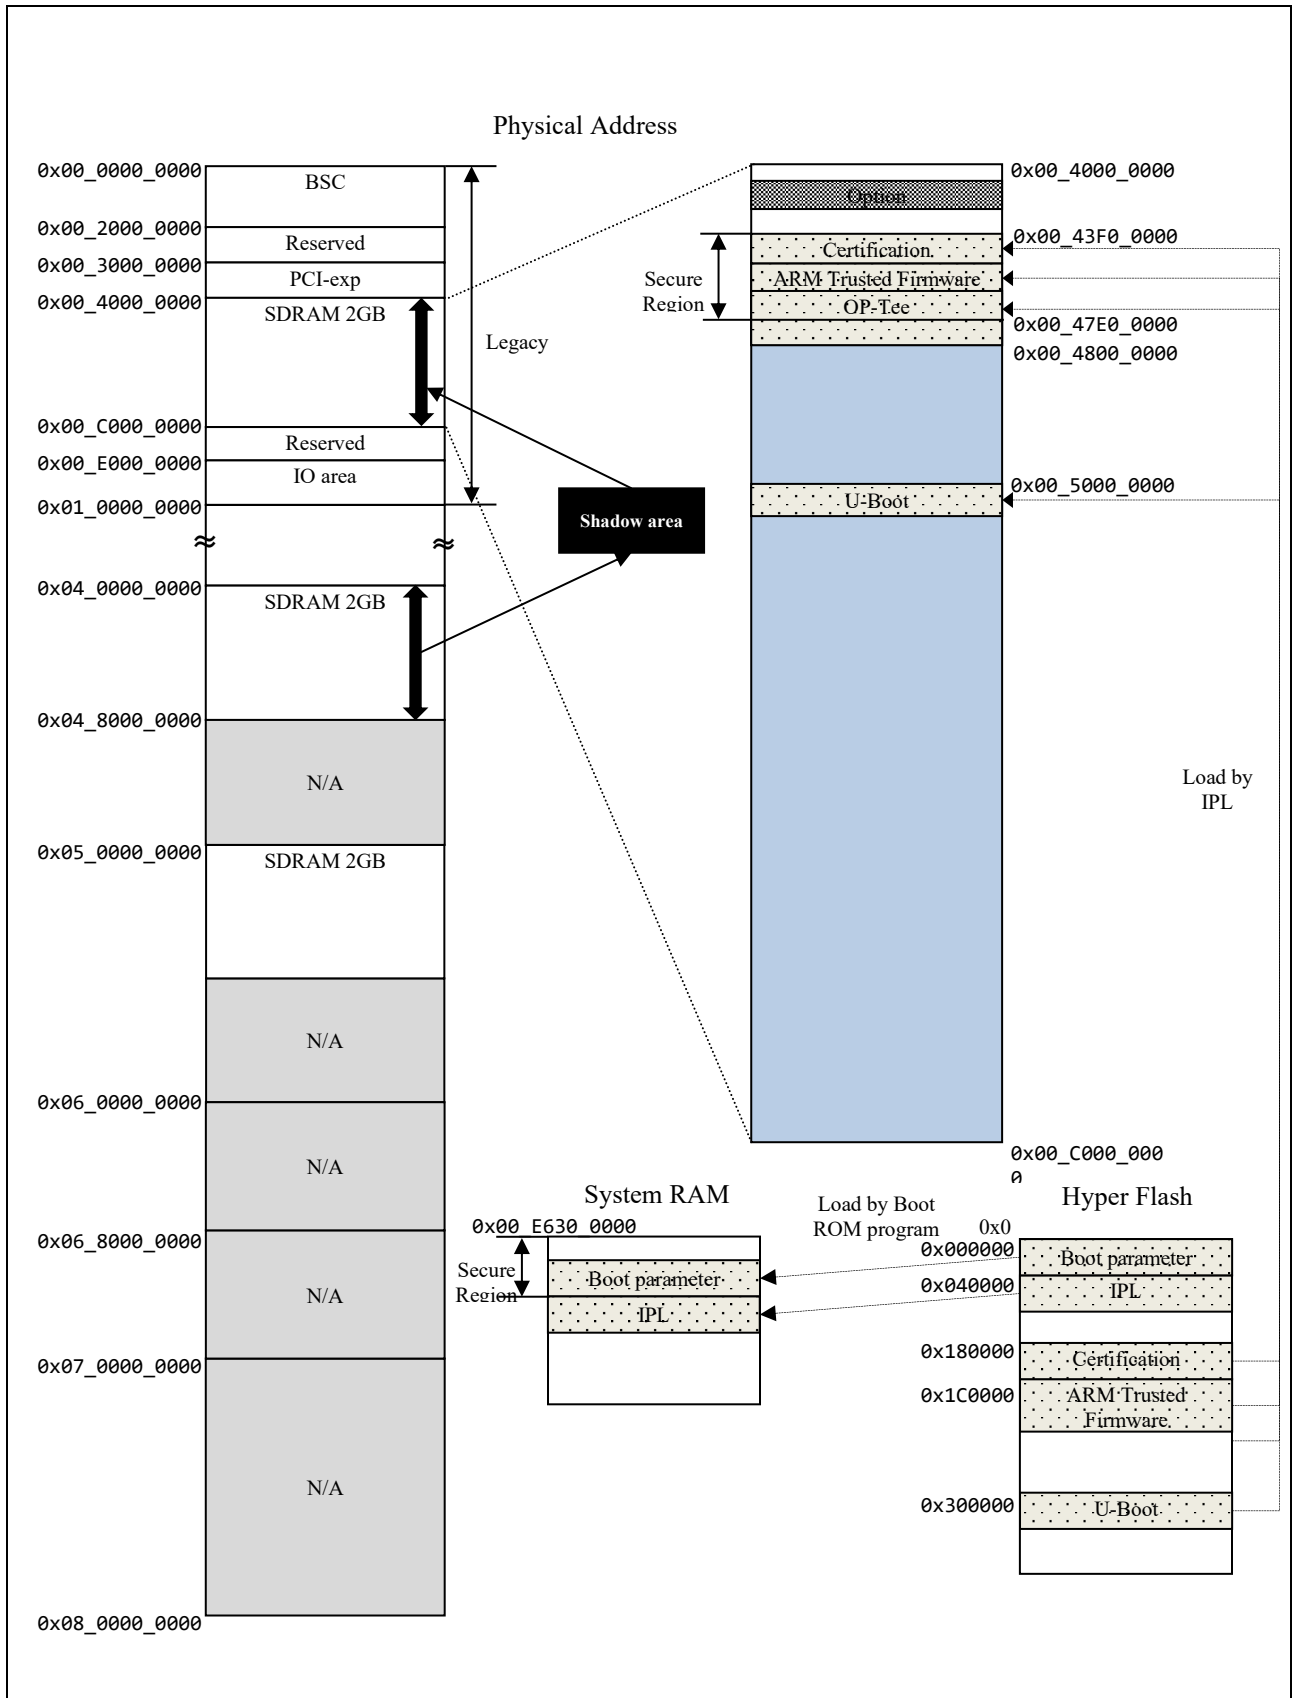 Physical Address
0x00_0000_0000
BSC
0x00_2000_0000
Reserved
0x00_3000_0000
PCI-exp
0x00_4000_0000
SDRAM 2GB
Legacy
0x00_C000_0000
Reserved
0x00_E000_0000
IO area
0x01_0000_0000
Shadow area
0x04_0000_0000
SDRAM 2GB
0x04_8000_0000
N/A
0x05_0000_0000
SDRAM 2GB
N/A
0x06_0000_0000
N/A
0x06_8000_0000
N/A
0x07_0000_0000
N/A
0x08_0000_0000
0x00_4000_0000
Option
0x00_43F0_0000
Certification
Secure
Region
ARM Trusted Firmware
OP-Tee
0x00_47E0_0000
0x00_4800_0000
0x00_5000_0000
U-Boot
Load by
IPL
0x00_C000_000
0
System RAM
0x00_E630_0000
Secure
Region
Boot parameter
IPL
Load by Boot
ROM program
Hyper Flash
0x0
0x000000
Boot parameter
0x040000
IPL
0x180000
Certification
0x1C0000
ARM Trusted
Firmware
0x300000
U-Boot